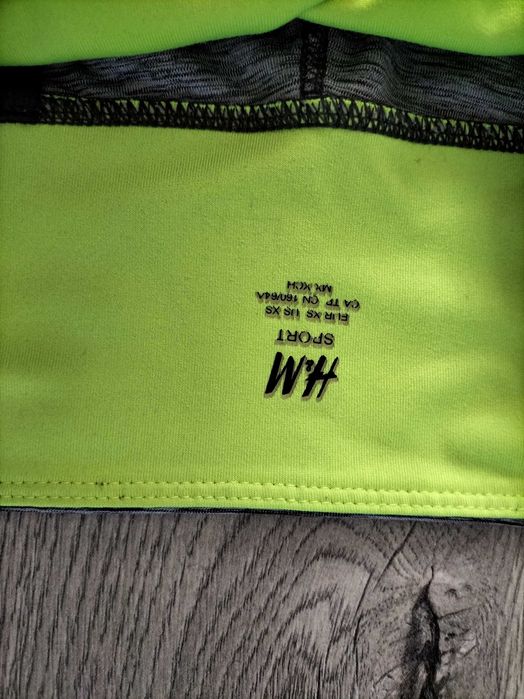 H&M
SPORT
EUR XS US XS
CA TP CN 160/64A
MX XCH